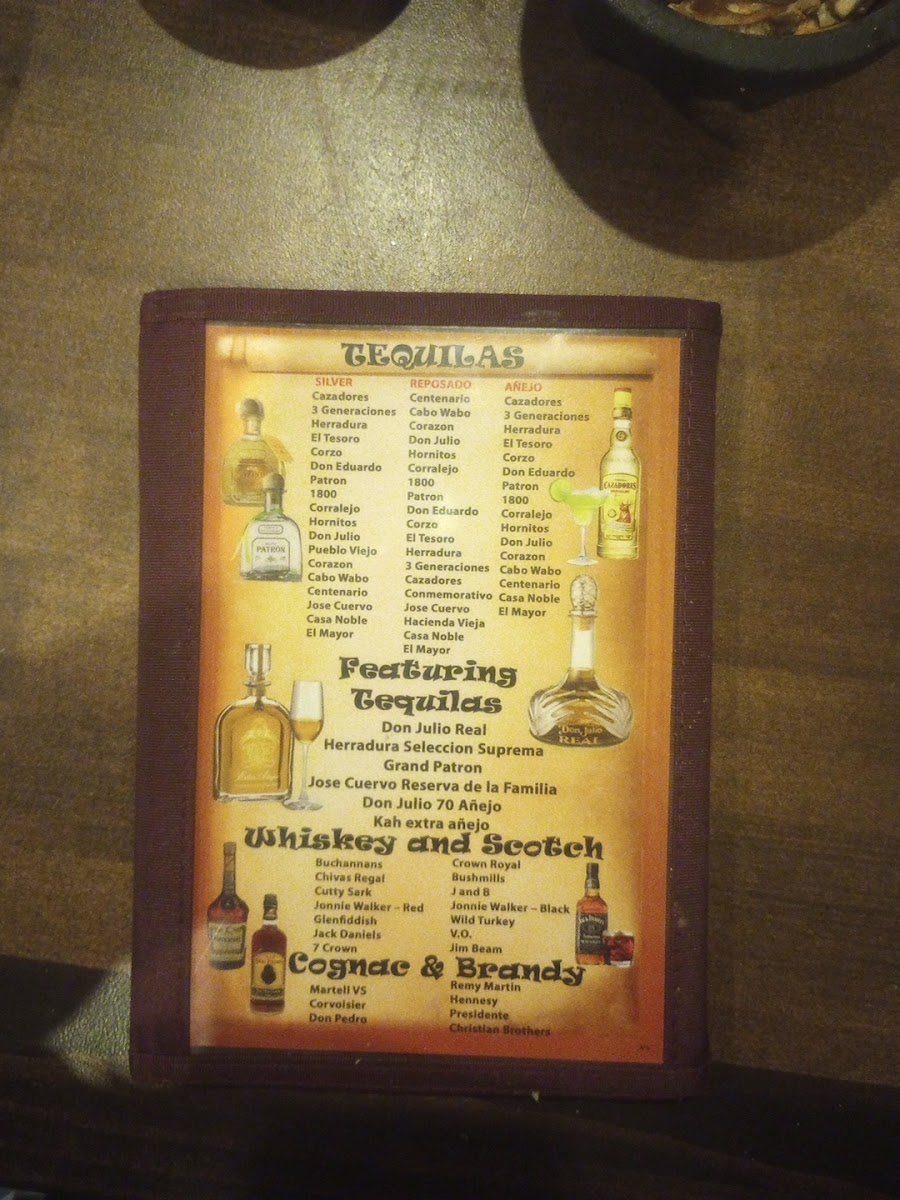 TEQUILAS
SILVER
Cazadores
3 Generaciones
Herradura
El Tesoro
Corzo
Don Eduardo
Patron
1800
Corralejo
Hornitos
Don Julio
Pueblo Viejo
Corazon
Cabo Wabo
Centenario
Jose Cuervo
Casa Noble
El Mayor
REPOSADO
Centenario
Cabo Wabo
Corazon
Don Julio
Hornitos
Corralejo
1800
Patron
Don Eduardo
Corzo
El Tesoro
Herradura
3 Generaciones
Cazadores
Conmemorativo
Jose Cuervo
Hacienda Vieja
Casa Noble
El Mayor
AÑEJO
Cazadores
3 Generaciones
Herradura
El Tesoro
Corzo
Don Eduardo
Patron
1800
Corralejo
Hornitos
Don Julio
Corazon
Cabo Wabo
Centenario
Casa Noble
El Mayor
PATRON
CAZADORES
Don Julio
REAL
Featuring
Tequilas
Don Julio Real
Herradura Seleccion Suprema
Grand Patron
Jose Cuervo Reserva de la Familia
Don Julio 70 Añejo
Kah extra añejo
Whiskey and Scotch
Buchannans
Chivas Regal
Cutty Sark
Jonnie Walker – Red
Glenfiddish
Jack Daniels
7 Crown
Crown Royal
Bushmills
J and B
Jonnie Walker – Black
Wild Turkey
V.O.
Jim Beam
Cognac & Brandy
Martell VS
Corvoisier
Don Pedro
Remy Martin
Hennesy
Presidente
Christian Brothers